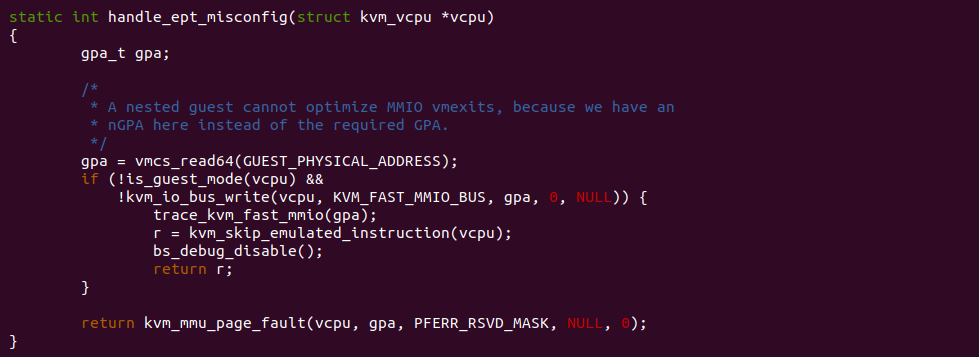 static int handle_ept_misconfig(struct kvm_vcpu *vcpu)
{
        gpa_t gpa;

        /*
         * A nested guest cannot optimize MMIO vmexits, because we have an
         * nGPA here instead of the required GPA.
         */
        gpa = vmcs_read64(GUEST_PHYSICAL_ADDRESS);
        if (!is_guest_mode(vcpu) &&
            !kvm_io_bus_write(vcpu, KVM_FAST_MMIO_BUS, gpa, 0, NULL)) {
                trace_kvm_fast_mmio(gpa);
                r = kvm_skip_emulated_instruction(vcpu);
                bs_debug_disable();
                return r;
        }

        return kvm_mmu_page_fault(vcpu, gpa, PFERR_RSVD_MASK, NULL, 0);
}